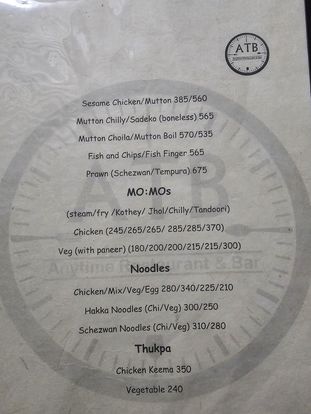 ATB
Sesame Chicken/Mutton 385/560
Mutton Chilly/Sadeko (boneless) 565
Mutton Choila/Mutton Boil 570/535
Fish and Chips/Fish Finger 565
Prawn (Schezwan/Tempura) 675
MO:MOs
(steam/fry /Kothey/ Jhol/Chilly/Tandoori)
Chicken (245/265/265/ 285/285/370)
Veg (with paneer) (180/200/200/215/215/300)
Noodles
Chicken/Mix/Veg/Egg 280/340/225/210
Hakka Noodles (Chi/Veg) 300/250
Schezwan Noodles (Chi/Veg) 310/280
Thukpa
Chicken Keema 350
Vegetable 240
ATB
Anytime Restaurant & Bar